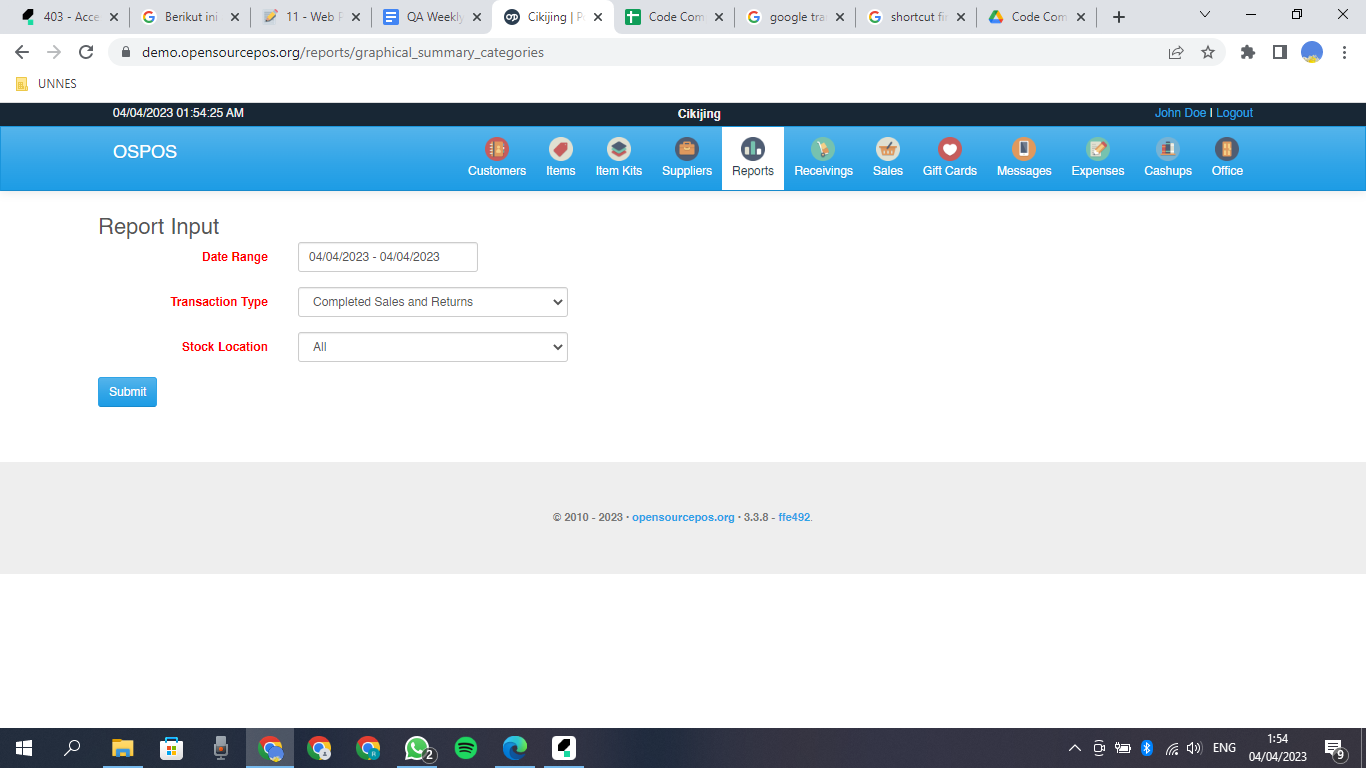 403 - Acce
Berikut ini
11 - Web P
QA Weekly
Cikijing | P
Code Com
google tra
shortcut fi
Code Com
demo.opensourcepos.org/reports/graphical_summary_categories
UNNES
04/04/2023 01:54:25 AM
Cikijing
John Doe | Logout
OSPOS
Customers
Items
Item Kits
Suppliers
Reports
Receivings
Sales
Gift Cards
Messages
Expenses
Cashups
Office
Report Input
Date Range
04/04/2023 - 04/04/2023
Transaction Type
Completed Sales and Returns
Stock Location
All
Submit
© 2010 - 2023 · opensourcepos.org · 3.3.8 - ffe492.
2
ENG
1:54
04/04/2023
9